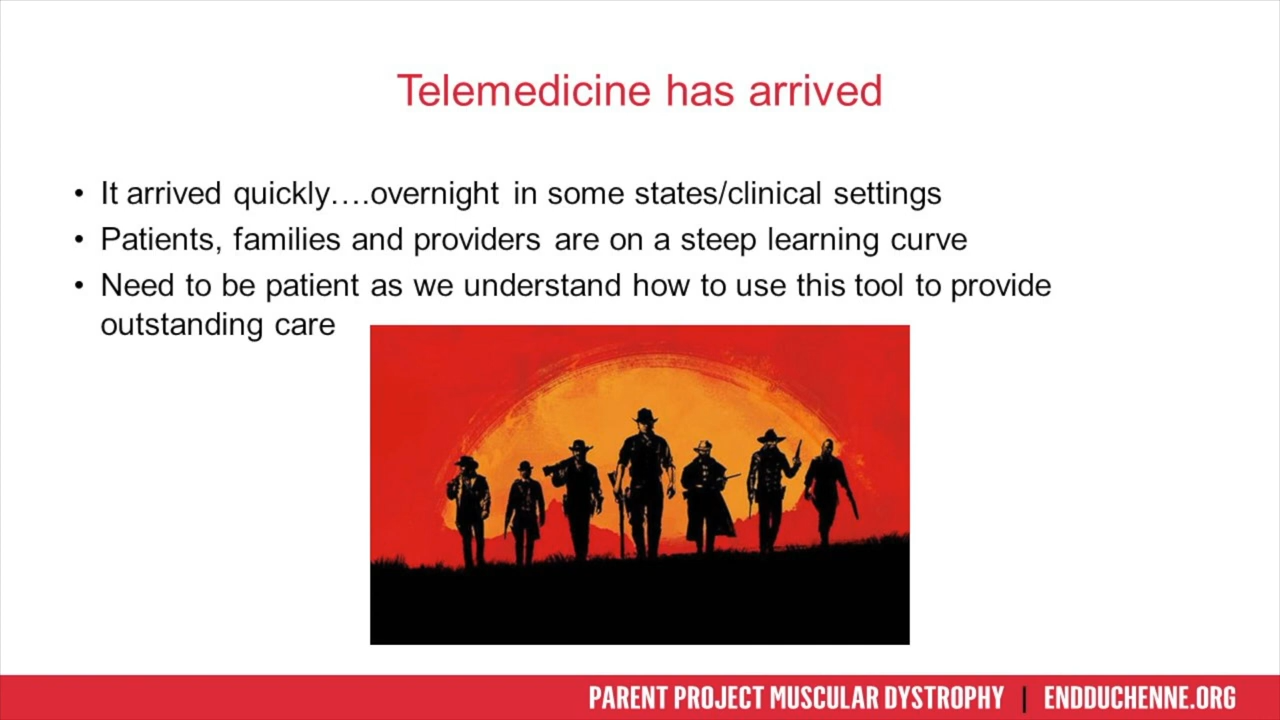 Telemedicine has arrived
• It arrived quickly….overnight in some states/clinical settings
• Patients, families and providers are on a steep learning curve
• Need to be patient as we understand how to use this tool to provide
outstanding care
PARENT PROJECT MUSCULAR DYSTROPHY | ENDDUCHENNE.ORG